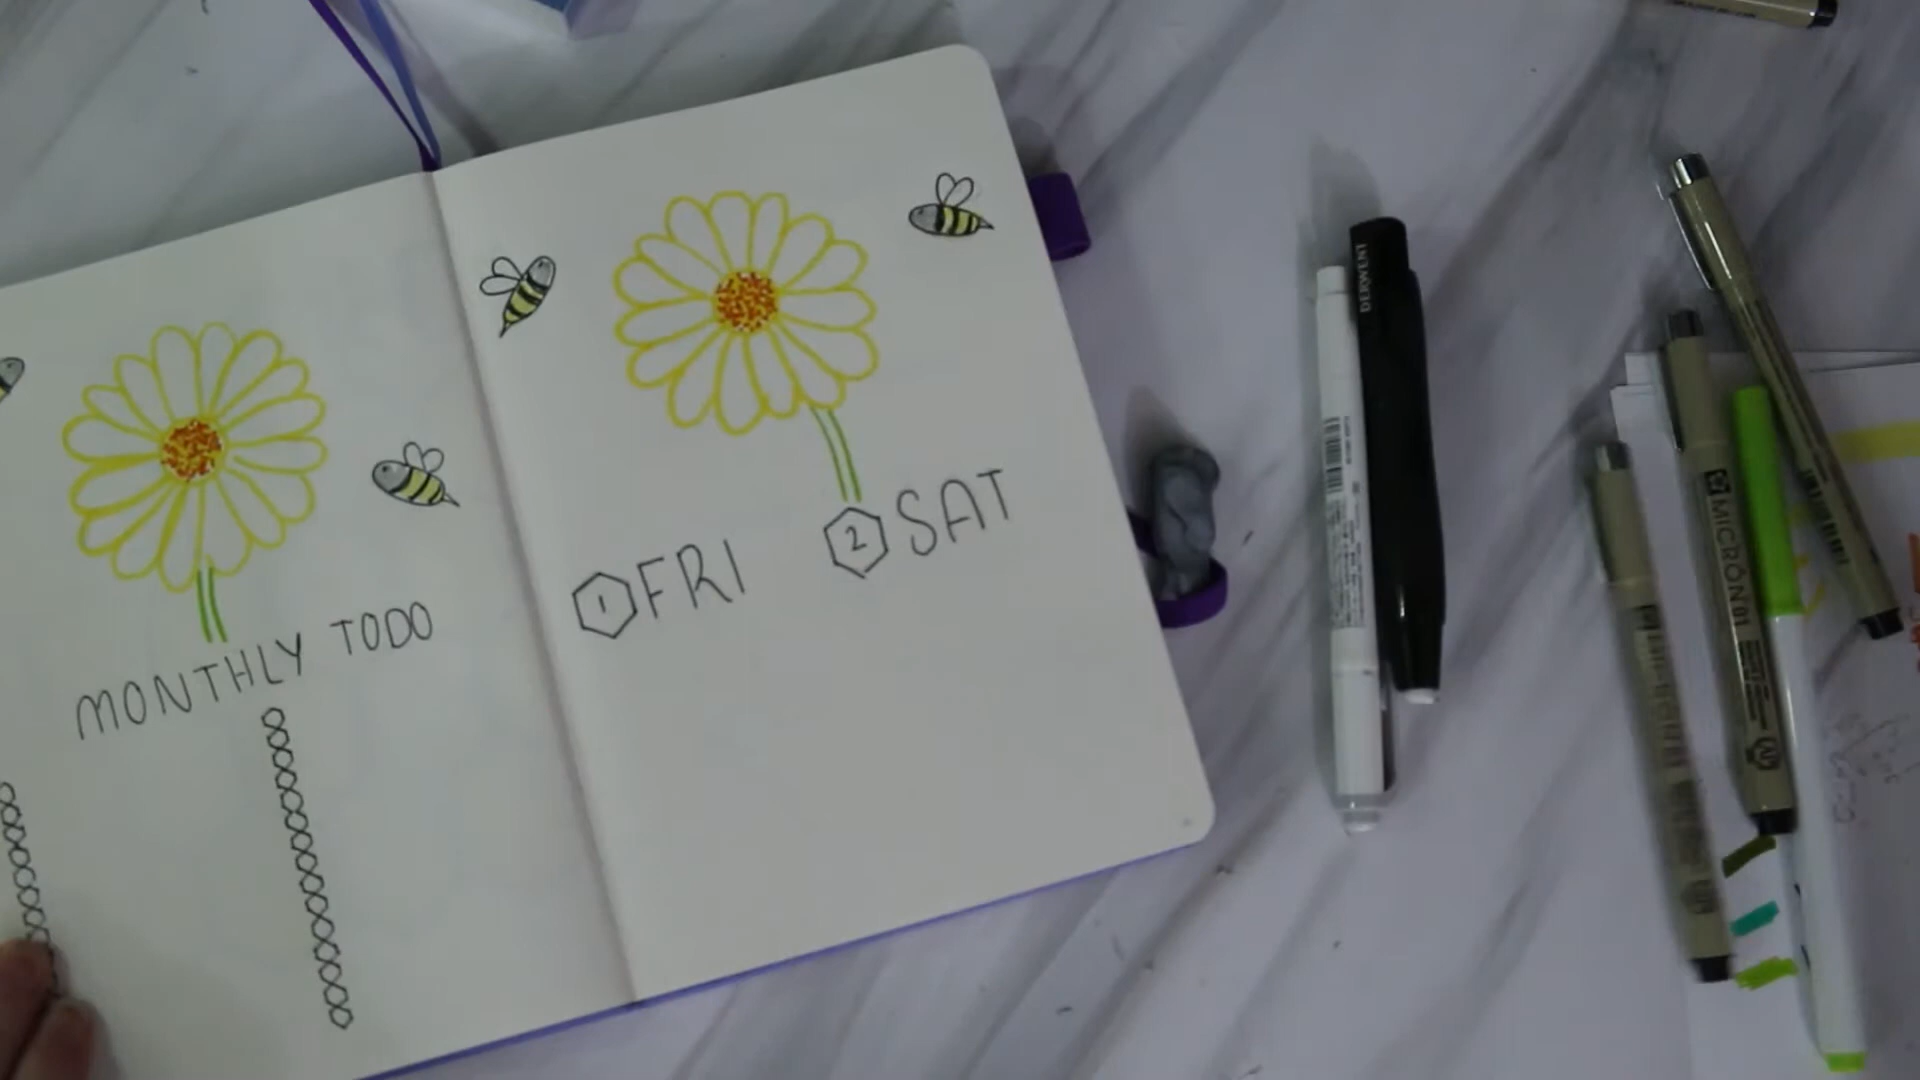 MONTHLY TODO
1 FRI
2 SAT
DERWENT
MICRON 01